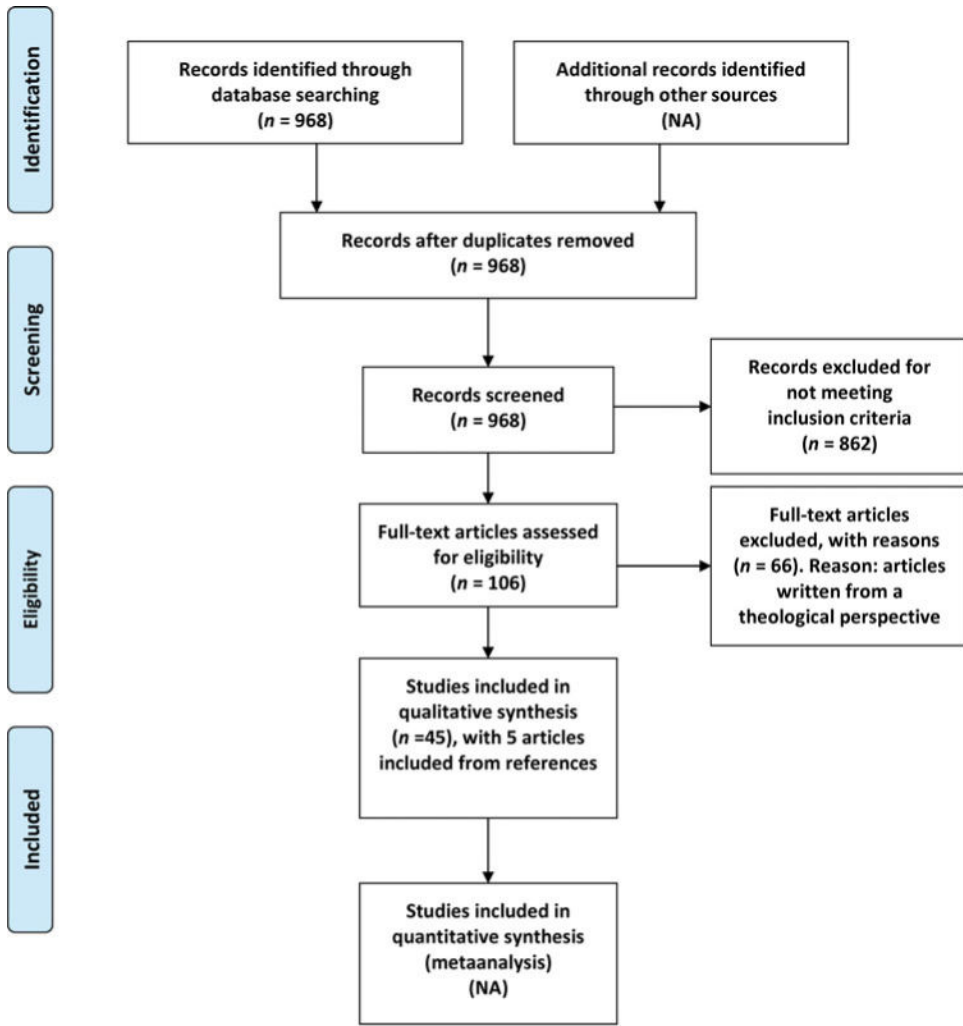 Identification
Records identified through
database searching
(n = 968)
Additional records identified
through other sources
(NA)
Records after duplicates removed
(n = 968)
Screening
Records screened
(n = 968)
Records excluded for
not meeting
inclusion criteria
(n = 862)
Eligibility
Full-text articles assessed
for eligibility
(n = 106)
Full-text articles
excluded, with reasons
(n = 66). Reason: articles
written from a
theological perspective
Included
Studies included in
qualitative synthesis
(n =45), with 5 articles
included from references
Studies included in
quantitative synthesis
(metaanalysis)
(NA)